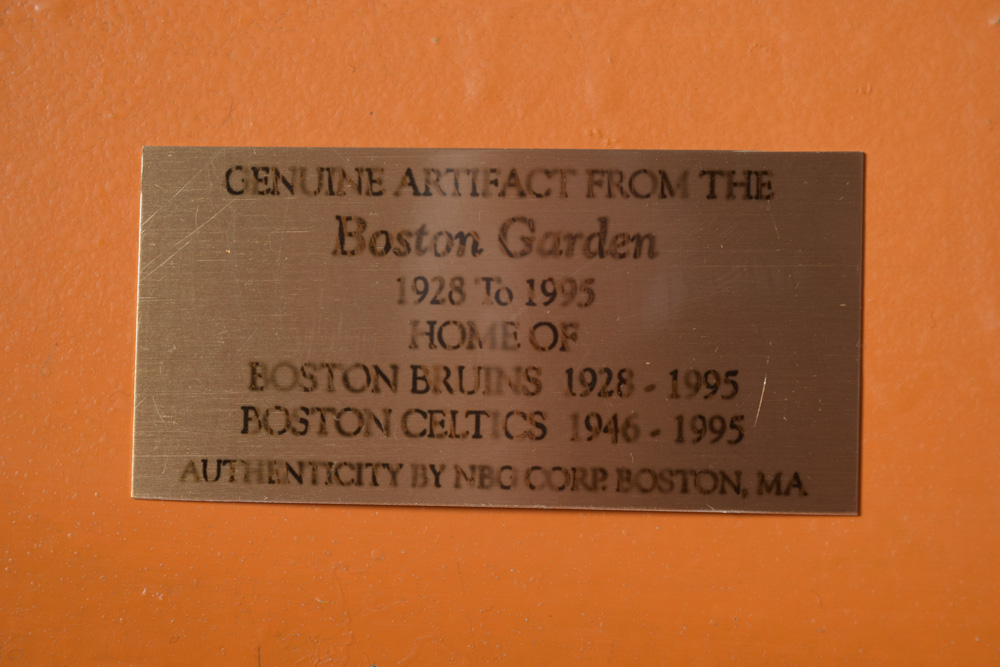 GENUINE ARTIFACT FROM THE
Boston Garden
1928 To 1995
HOME OF
BOSTON BRUINS 1928 - 1995
BOSTON CELTICS 1946 - 1995
AUTHENTICITY BY NBG CORP. BOSTON, MA